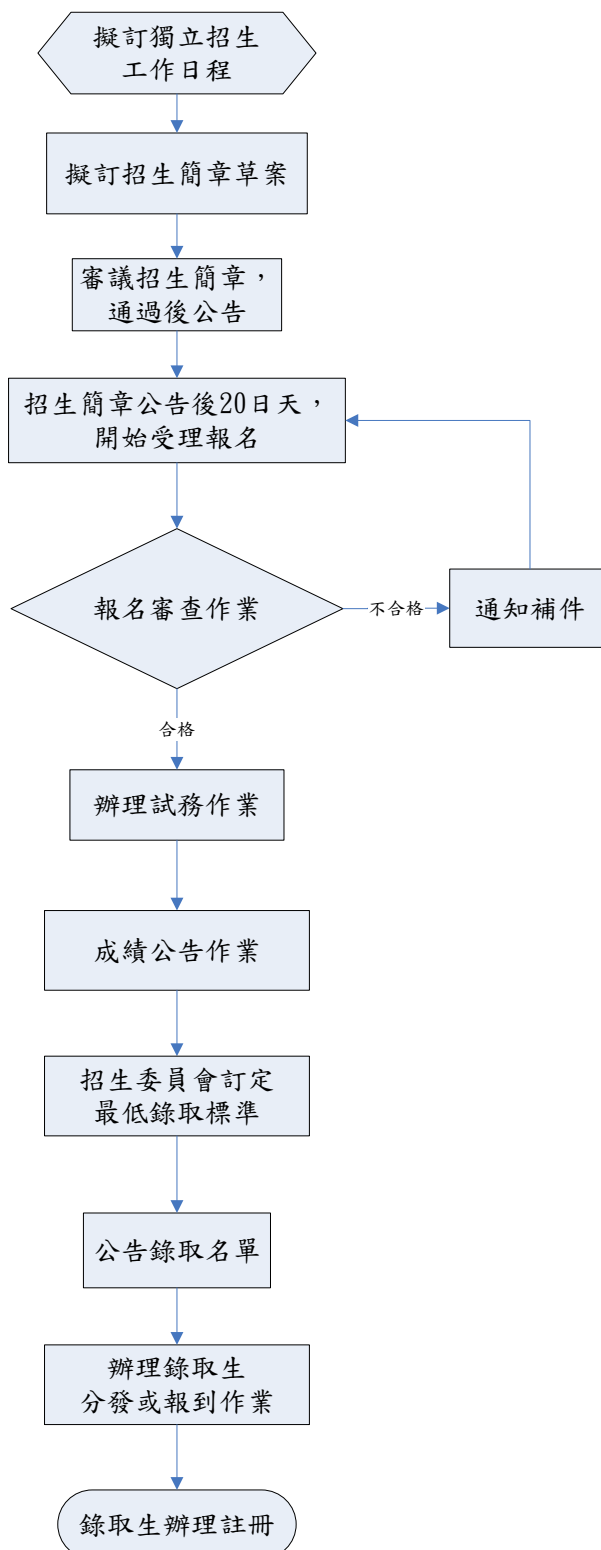 擬訂獨立招生
工作日程
擬訂招生簡章草案
審議招生簡章，
通過後公告
招生簡章公告後20日天，
開始受理報名
報名審查作業
不合格
通知補件
合格
辦理試務作業
成績公告作業
招生委員會訂定
最低錄取標準
公告錄取名單
辦理錄取生
分發或報到作業
錄取生辦理註冊